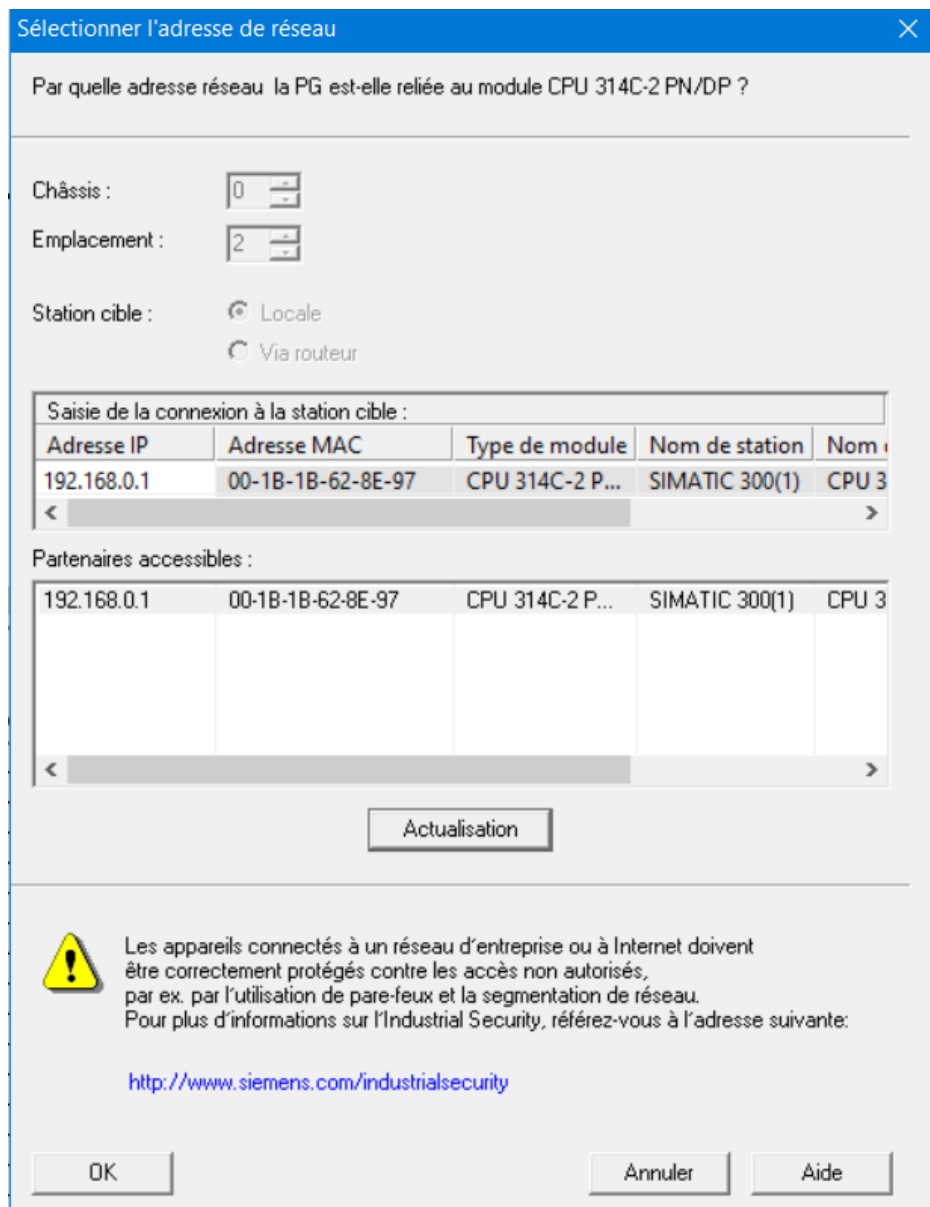 Sélectionner l'adresse de réseau
Par quelle adresse réseau la PG est-elle reliée au module CPU 314C-2 PN/DP ?
Châssis : 0
Emplacement : 2
Station cible : Locale
Via routeur
Saisie de la connexion à la station cible :
Adresse IP Adresse MAC Type de module Nom de station Nom
192.168.0.1 00-1B-1B-62-8E-97 CPU 314C-2 P... SIMATIC 300(1) CPU 3
Partenaires accessibles :
192.168.0.1 00-1B-1B-62-8E-97 CPU 314C-2 P... SIMATIC 300(1) CPU 3
Actualisation
Les appareils connectés à un réseau d'entreprise ou à Internet doivent
être correctement protégés contre les accès non autorisés,
par ex. par l'utilisation de pare-feux et la segmentation de réseau.
Pour plus d'informations sur l'Industrial Security, référez-vous à l'adresse suivante:
http://www.siemens.com/industrialsecurity
OK Annuler Aide